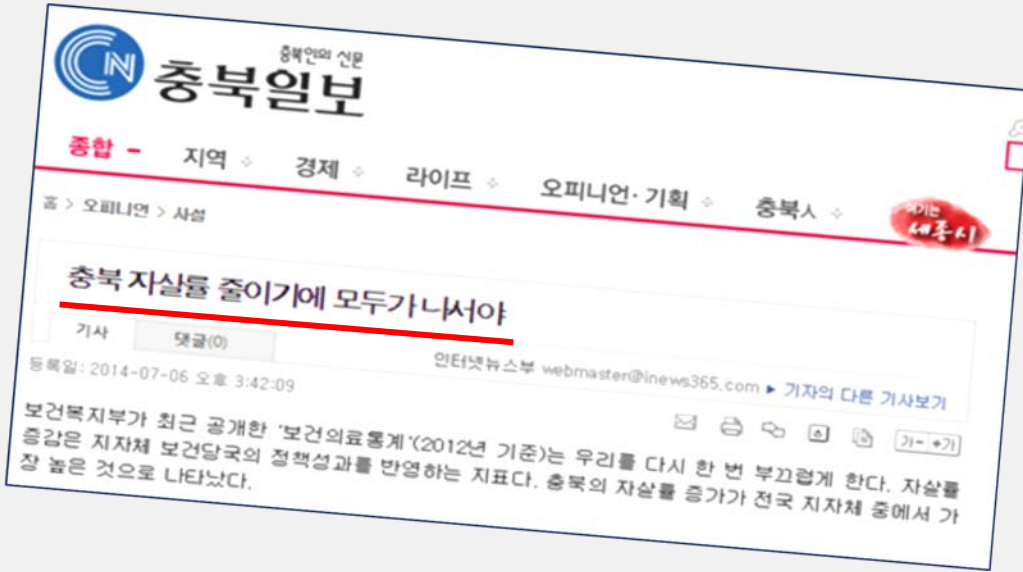 충북인의 신문
CN 충북일보
종합 지역 경제 라이프 오피니언·기획 충북人 여기는 세종시
홈 > 오피니언 > 사설
충북 자살률 줄이기에 모두가 나서야
기사 댓글(0)
인터넷뉴스부 webmaster@inews365.com ▶ 기자의 다른 기사보기
등록일: 2014-07-06 오후 3:42:09
가- +가
보건복지부가 최근 공개한 '보건의료통계'(2012년 기준)는 우리를 다시 한 번 부끄럽게 한다. 자살률
증감은 지자체 보건당국의 정책성과를 반영하는 지표다. 충북의 자살률 증가가 전국 지자체 중에서 가
장 높은 것으로 나타났다.